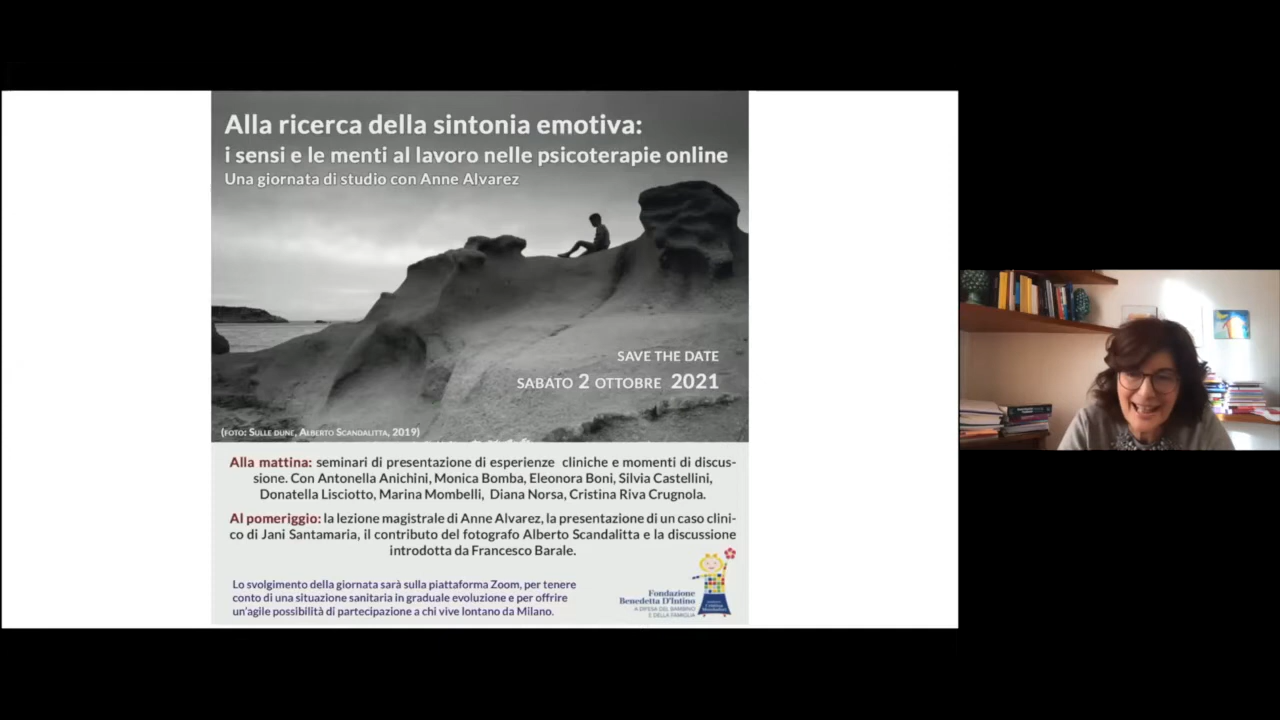 Alla ricerca della sintonia emotiva:
i sensi e le menti al lavoro nelle psicoterapie online
Una giornata di studio con Anne Alvarez
SAVE THE DATE
SABATO 2 OTTOBRE 2021
(FOTO: SULLE DUNE, ALBERTO SCANDALITTA, 2019)
Alla mattina: seminari di presentazione di esperienze cliniche e momenti di discus-
sione. Con Antonella Anichini, Monica Bomba, Eleonora Boni, Silvia Castellini,
Donatella Lisciotto, Marina Mombelli, Diana Norsa, Cristina Riva Crugnola.
Al pomeriggio: la lezione magistrale di Anne Alvarez, la presentazione di un caso clini-
co di Jani Santamaria, il contributo del fotografo Alberto Scandalitta e la discussione
introdotta da Francesco Barale.
Lo svolgimento della giornata sarà sulla piattaforma Zoom, per tenere
conto di una situazione sanitaria in graduale evoluzione e per offrire
un'agile possibilità di partecipazione a chi vive lontano da Milano.
Fondazione
Benedetta D'Intino
A DIFESA DEL BAMBINO
E DELLA FAMIGLIA